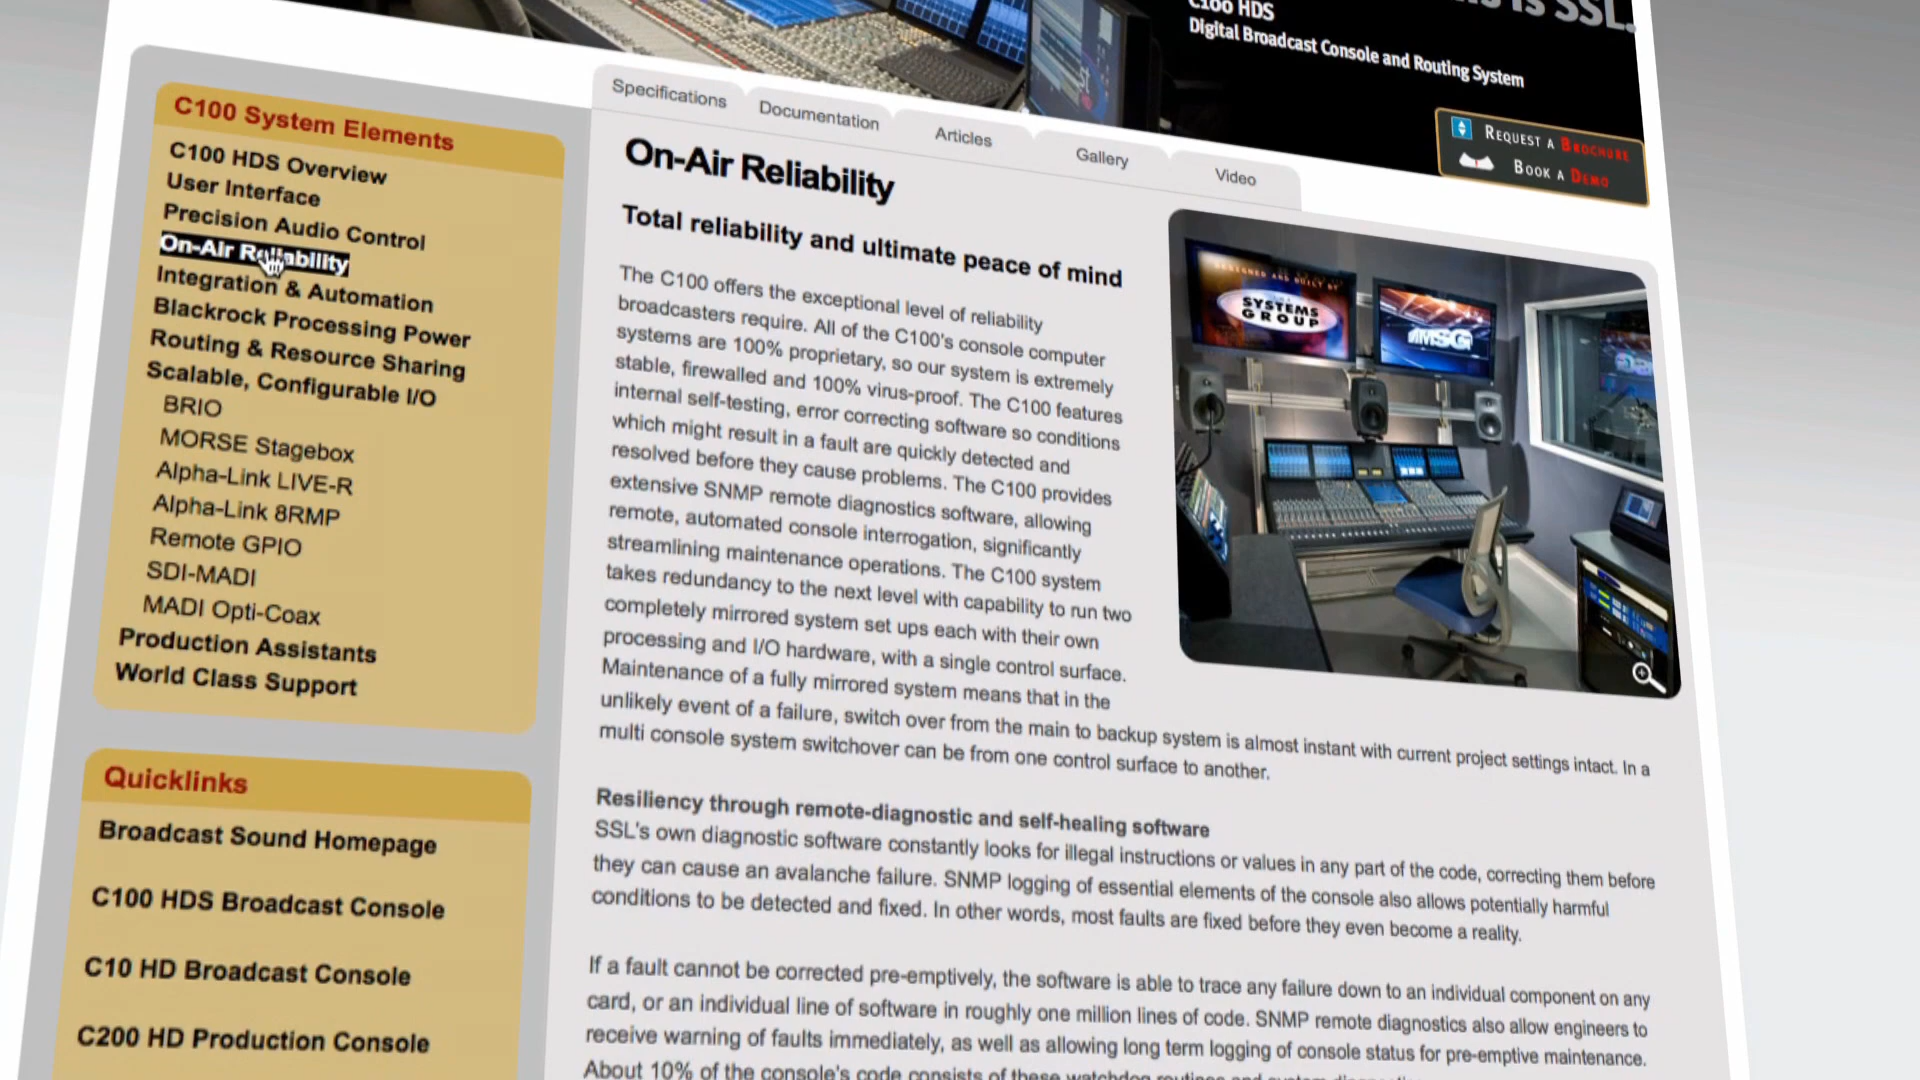 is SSL.
C100 HDS
Digital Broadcast Console and Routing System
REQUEST A BROCHURE
BOOK A DEMO
Specifications
Documentation
Articles
Gallery
Video
C100 System Elements
C100 HDS Overview
User Interface
Precision Audio Control
On-Air Reliability
Integration & Automation
Blackrock Processing Power
Routing & Resource Sharing
Scalable, Configurable I/O
BRIO
MORSE Stagebox
Alpha-Link LIVE-R
Alpha-Link 8RMP
Remote GPIO
SDI-MADI
MADI Opti-Coax
Production Assistants
World Class Support
Quicklinks
Broadcast Sound Homepage
C100 HDS Broadcast Console
C10 HD Broadcast Console
C200 HD Production Console
On-Air Reliability
Total reliability and ultimate peace of mind
The C100 offers the exceptional level of reliability
broadcasters require. All of the C100's console computer
systems are 100% proprietary, so our system is extremely
stable, firewalled and 100% virus-proof. The C100 features
internal self-testing, error correcting software so conditions
which might result in a fault are quickly detected and
resolved before they cause problems. The C100 provides
extensive SNMP remote diagnostics software, allowing
remote, automated console interrogation, significantly
streamlining maintenance operations. The C100 system
takes redundancy to the next level with capability to run two
completely mirrored system set ups each with their own
processing and I/O hardware, with a single control surface.
Maintenance of a fully mirrored system means that in the
unlikely event of a failure, switch over from the main to backup system is almost instant with current project settings intact. In a
multi console system switchover can be from one control surface to another.
DESIGNED AND BUILT BY
SYSTEMS
GROUP
MSG
Resiliency through remote-diagnostic and self-healing software
SSL's own diagnostic software constantly looks for illegal instructions or values in any part of the code, correcting them before
they can cause an avalanche failure. SNMP logging of essential elements of the console also allows potentially harmful
conditions to be detected and fixed. In other words, most faults are fixed before they even become a reality.
If a fault cannot be corrected pre-emptively, the software is able to trace any failure down to an individual component on any
card, or an individual line of software in roughly one million lines of code. SNMP remote diagnostics also allow engineers to
receive warning of faults immediately, as well as allowing long term logging of console status for pre-emptive maintenance.
About 10% of the console's code consists of these watchdog routines and system